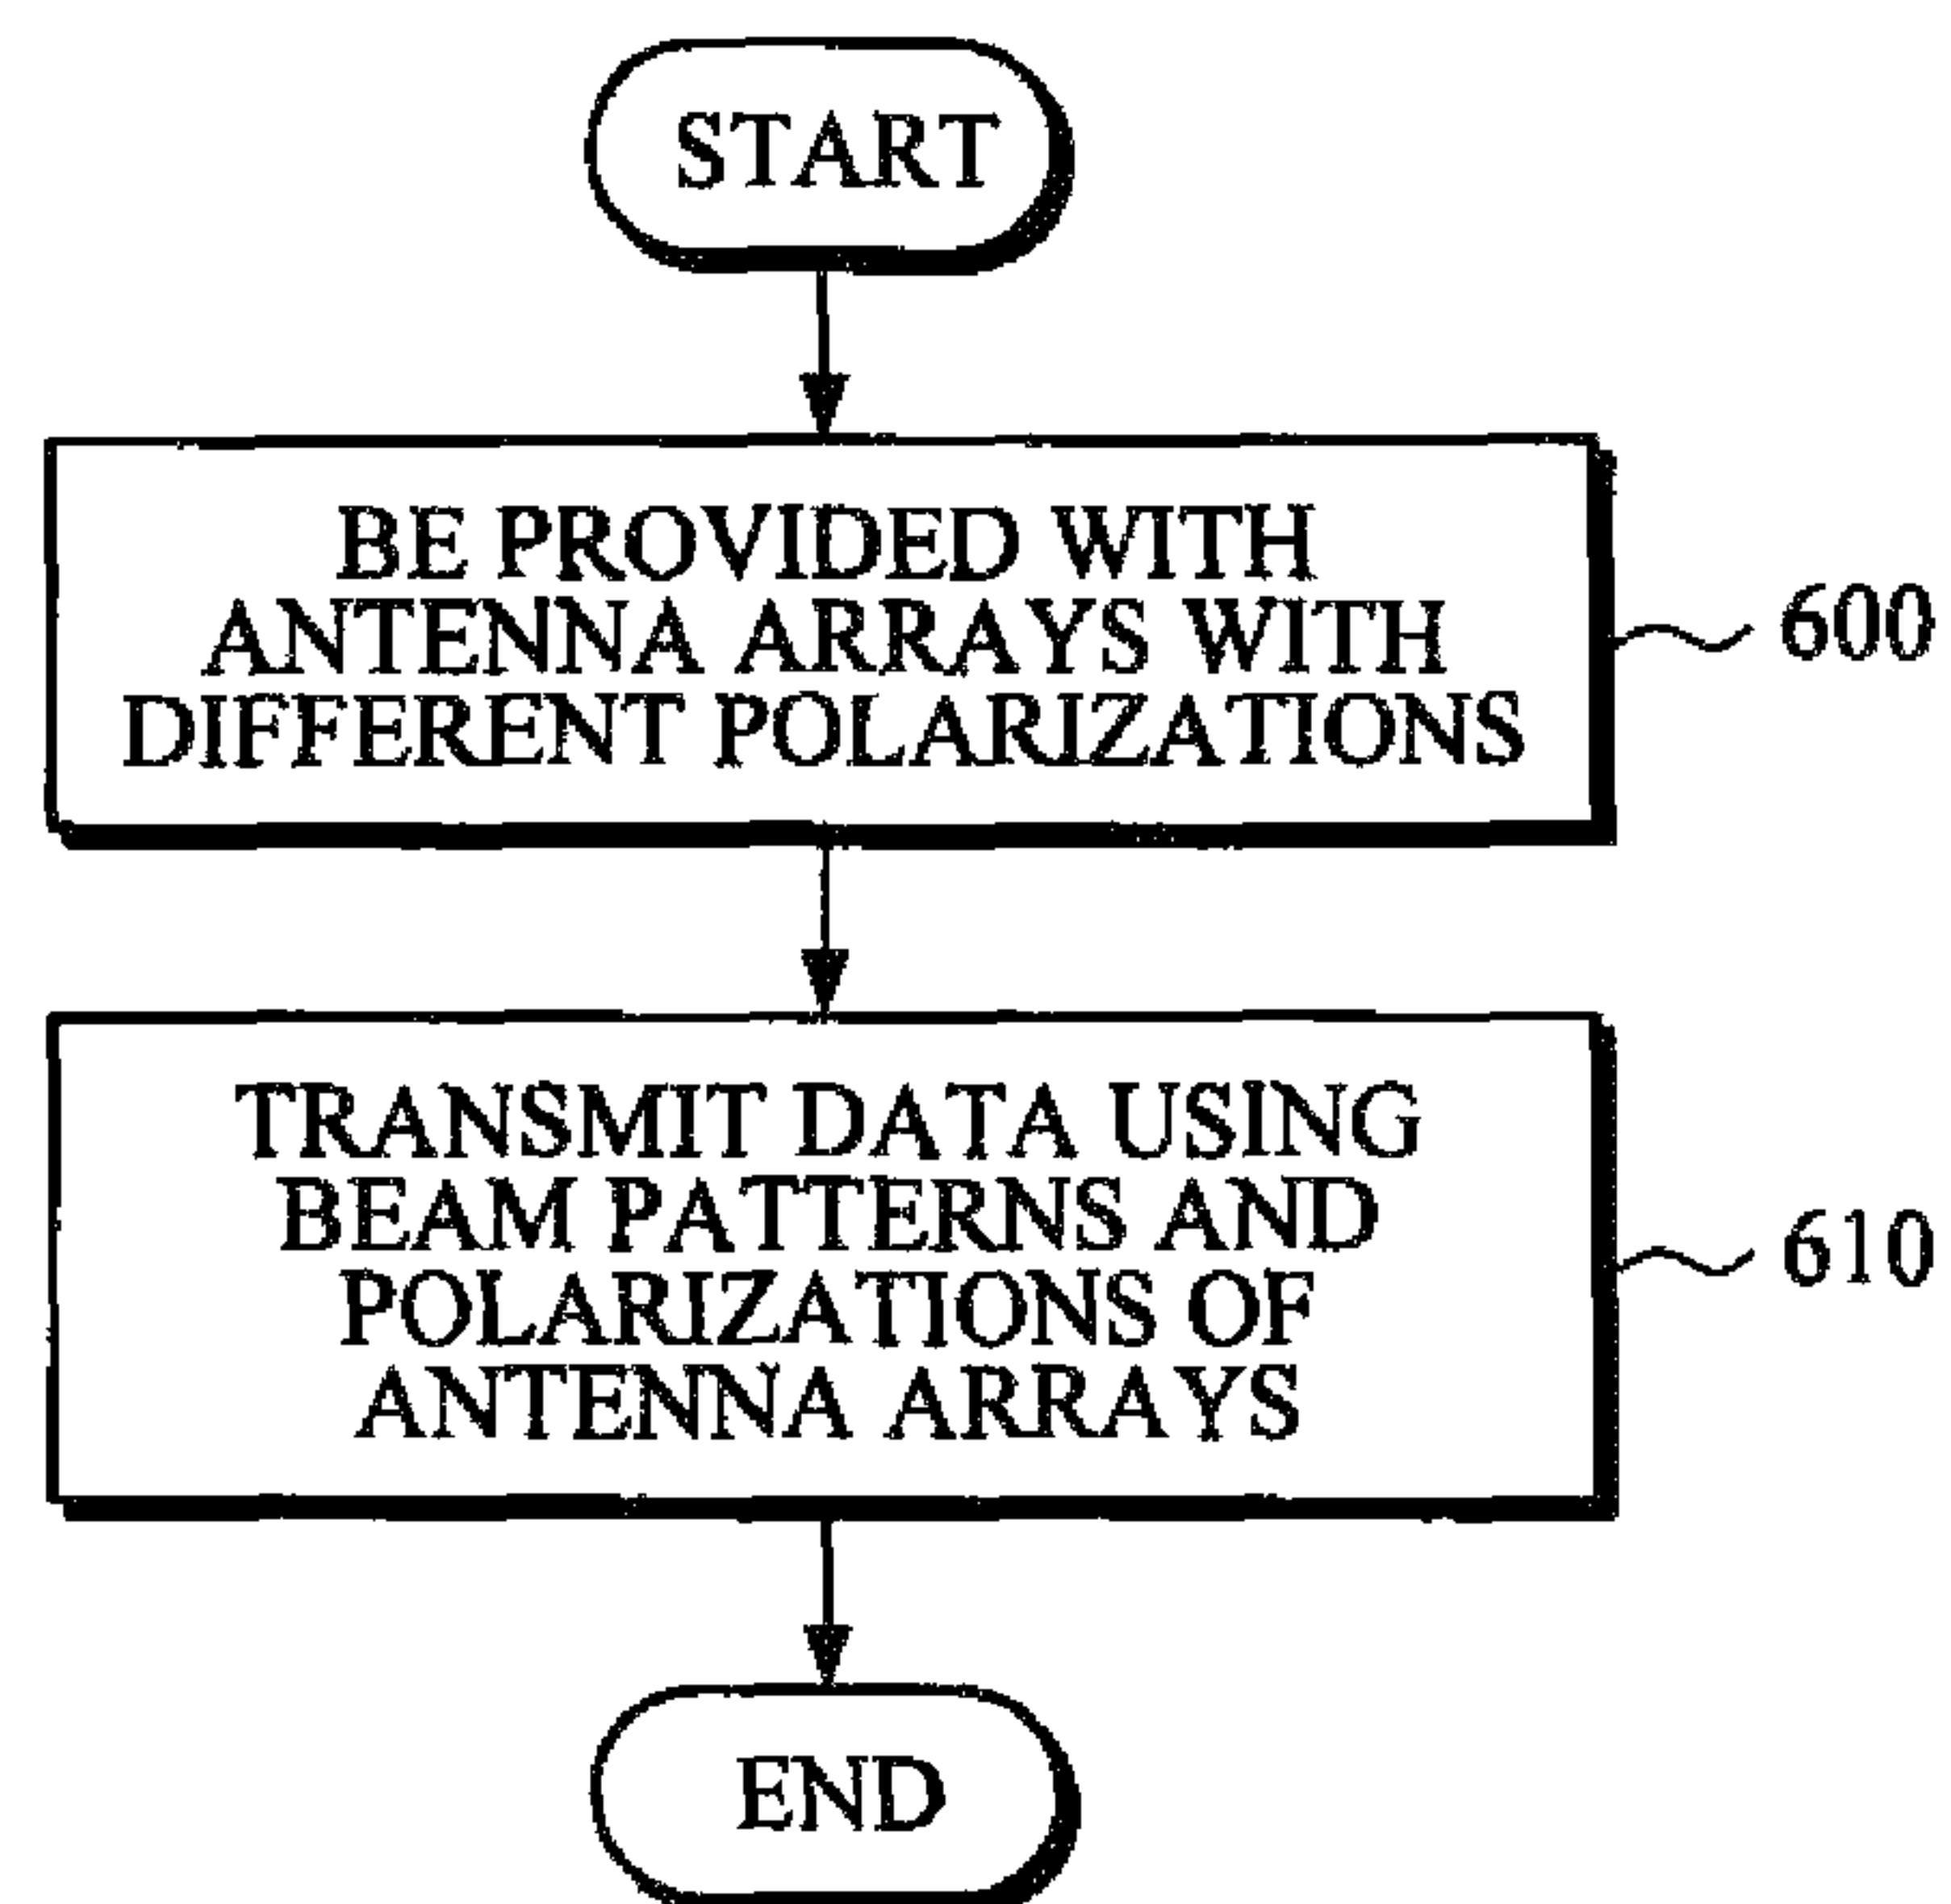 START
BE PROVIDED WITH
ANTENNA ARRAYS WITH
DIFFERENT POLARIZATIONS
600
TRANSMIT DATA USING
BEAM PATTERNS AND
POLARIZATIONS OF
ANTENNA ARRAYS
610
END